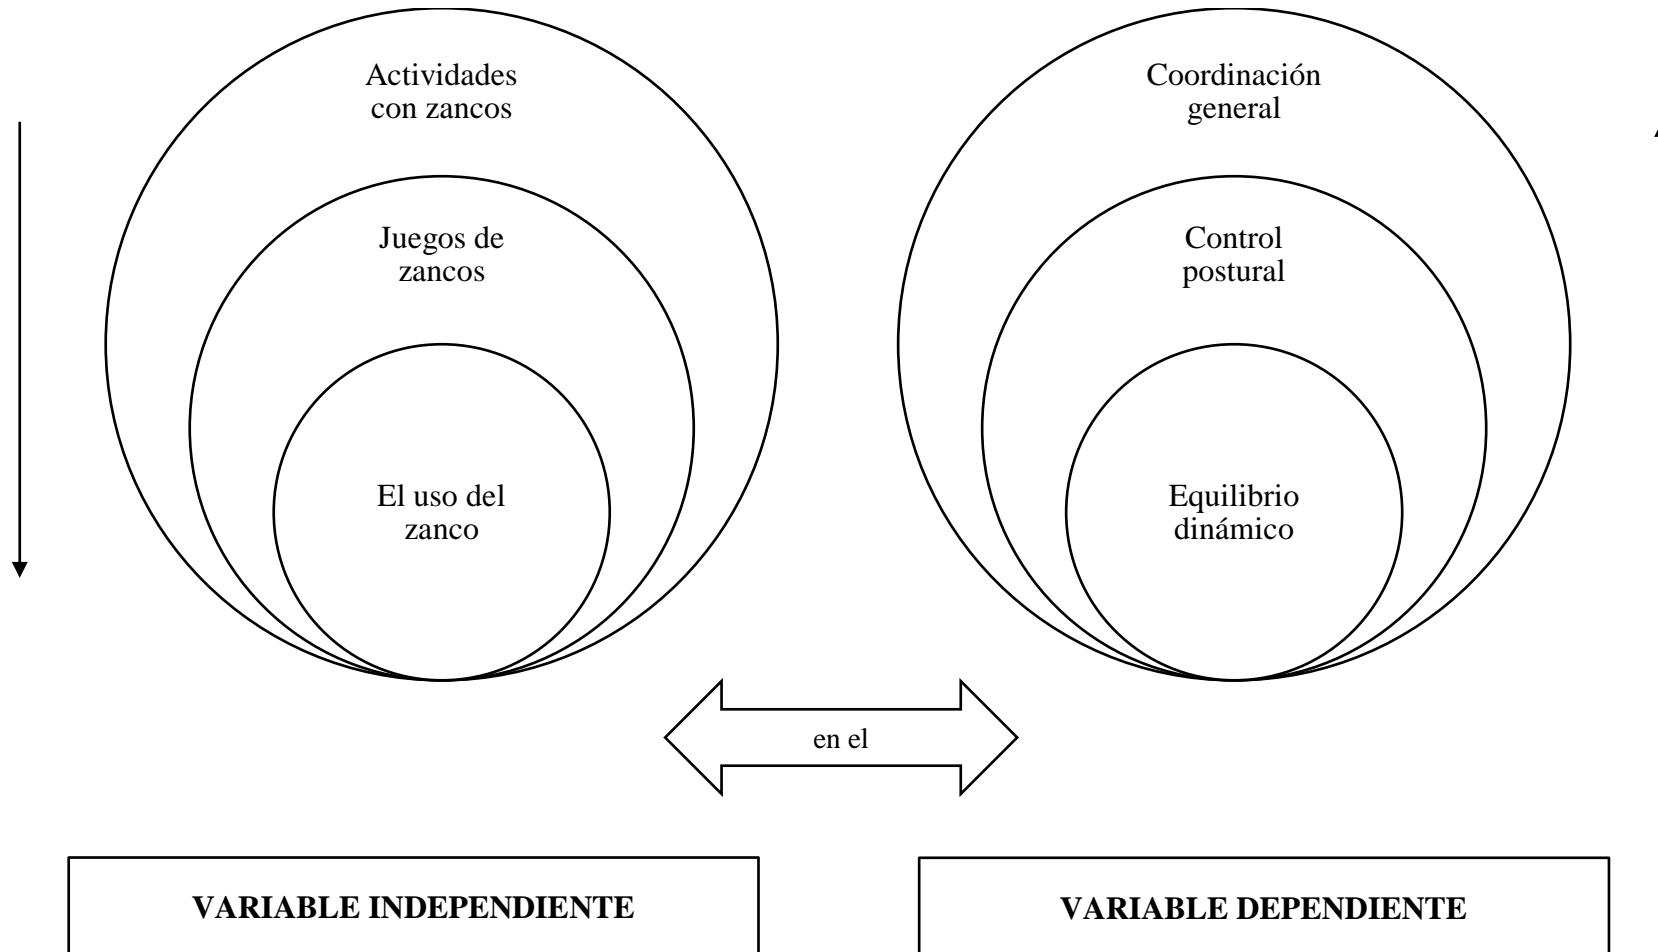 Actividades
con zancos
Juegos de
zancos
El uso del
zanco
Coordinación
general
Control
postural
Equilibrio
dinámico
en el
VARIABLE INDEPENDIENTE
VARIABLE DEPENDIENTE